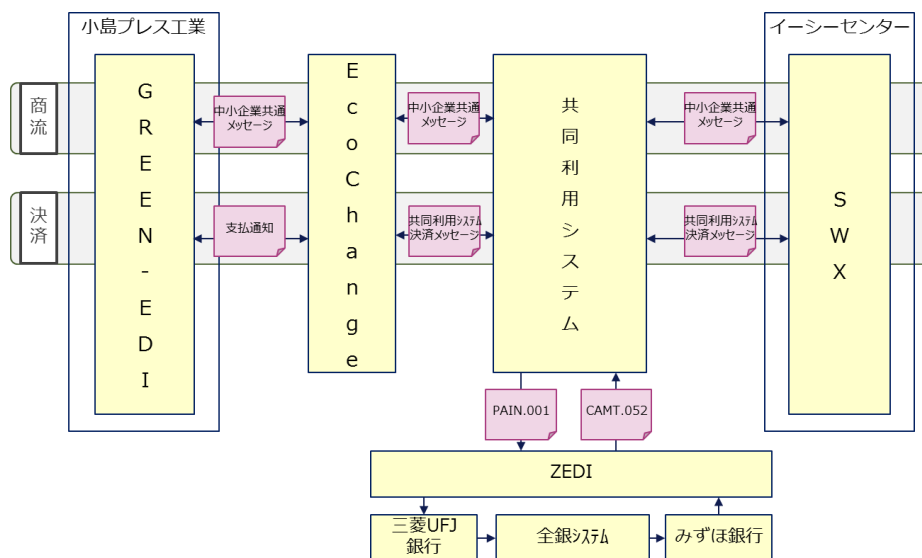 小島プレス工業
イーシーセンター
GREEN-EDI
EcoChange
共同利用システム
SWX
商流
中小企業共通
メッセージ
中小企業共通
メッセージ
中小企業共通
メッセージ
決済
支払通知
共同利用システム
決済メッセージ
共同利用システム
決済メッセージ
PAIN.001
CAMT.052
ZEDI
三菱UFJ
銀行
全銀システム
みずほ銀行